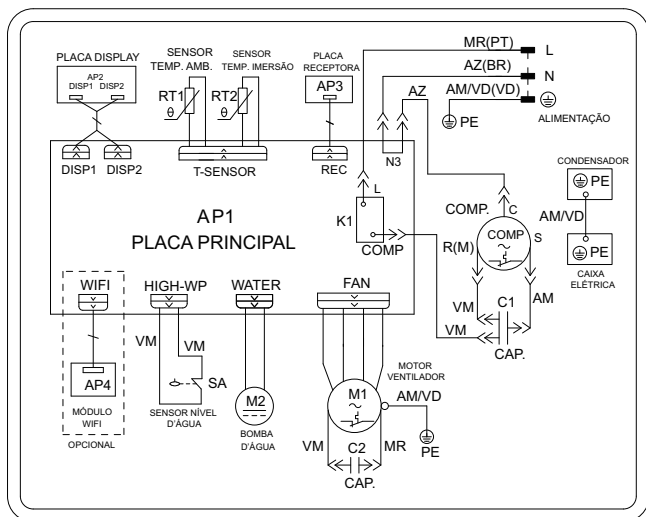 MR(PT)
L
AZ(BR)
N
AM/VD(VD)
PE
ALIMENTAÇÃO
PLACA DISPLAY
AP2
DISP1 DISP2
DISP1
DISP2
SENSOR
TEMP. AMB.
RT1
θ
SENSOR
TEMP. IMERSÃO
RT2
θ
T-SENSOR
PLACA
RECEPTORA
AP3
REC
AZ
N3
L
K1
COMP
AP1
PLACA PRINCIPAL
COMP.
C
COMP
S
R(M)
VM
C1
AM
VM
CAP.
CONDENSADOR
PE
AM/VD
PE
CAIXA
ELÉTRICA
WIFI
AP4
MÓDULO
WIFI
OPCIONAL
HIGH-WP
VM
VM
SA
SENSOR NÍVEL
D'ÁGUA
WATER
M2
BOMBA
D'ÁGUA
FAN
MOTOR
VENTILADOR
M1
AM/VD
PE
VM
C2
MR
CAP.